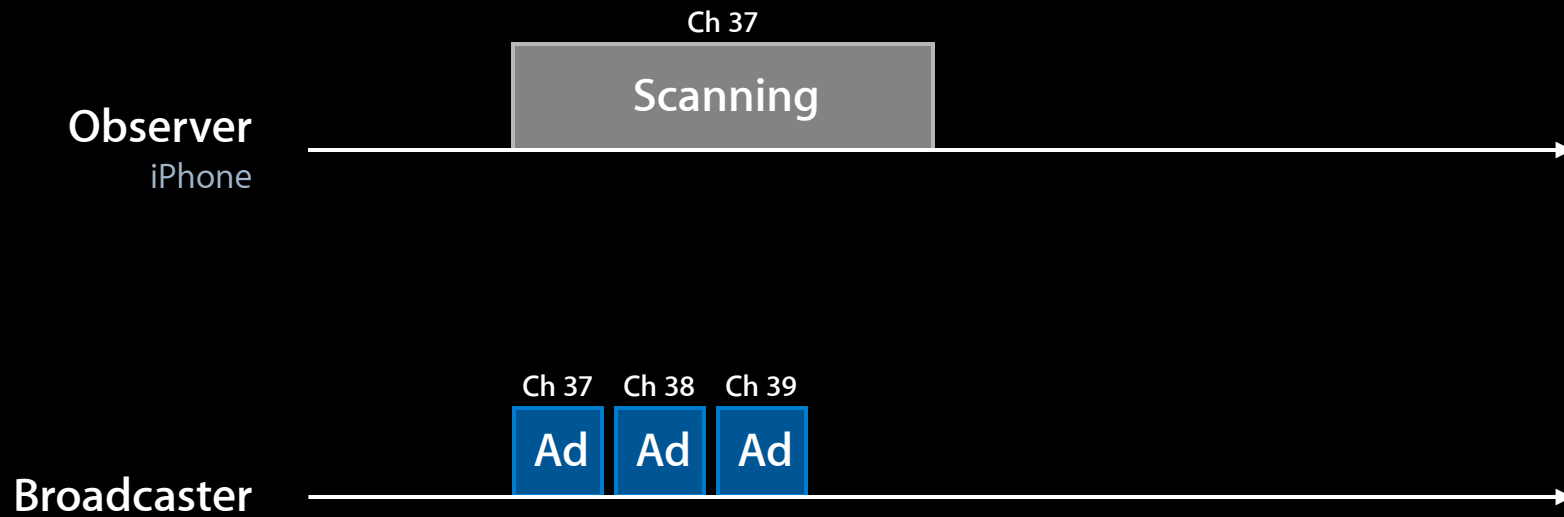 Ch 37
Scanning
Observer
iPhone
Ch 37 Ch 38 Ch 39
Ad Ad Ad
Broadcaster